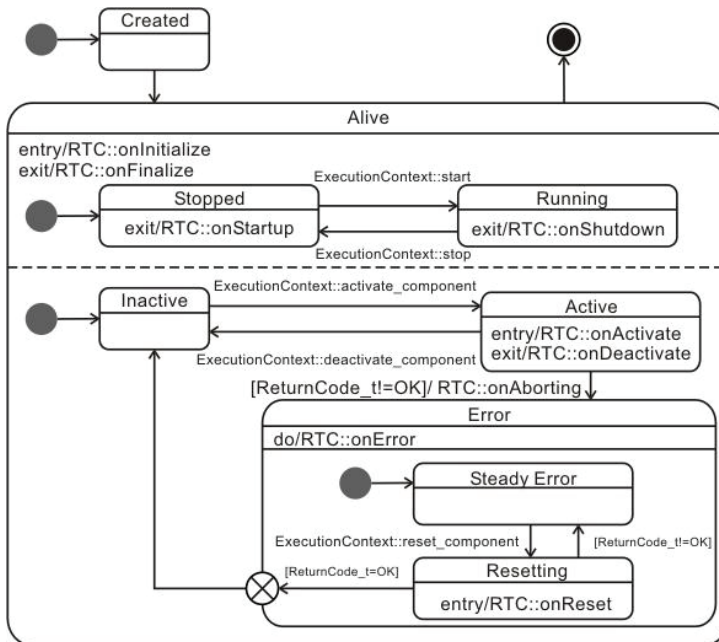 Created
Alive
entry/RTC::onInitialize
exit/RTC::onFinalize
Stopped
exit/RTC::onStartup
ExecutionContext::start
Running
exit/RTC::onShutdown
ExecutionContext::stop
Inactive
ExecutionContext::activate_component
Active
entry/RTC::onActivate
exit/RTC::onDeactivate
ExecutionContext::deactivate_component
[ReturnCode_t!=OK]/ RTC::onAborting
Error
do/RTC::onError
Steady Error
ExecutionContext::reset_component
[ReturnCode_t!=OK]
[ReturnCode_t=OK]
Resetting
entry/RTC::onReset